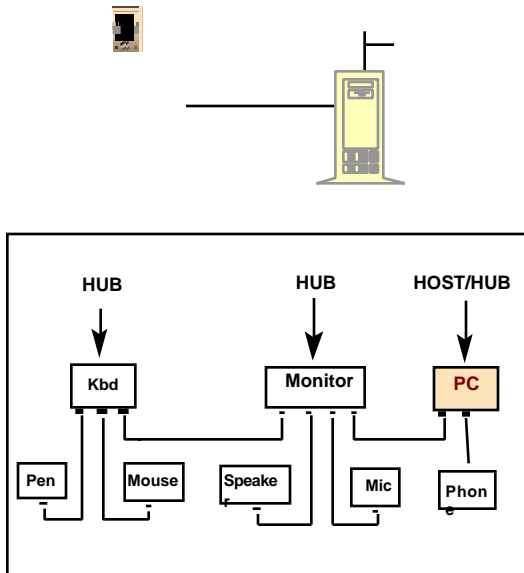 HUB
HUB
HOST/HUB
Kbd
Monitor
PC
Pen
Mouse
Speake
r
Mic
Phon
e